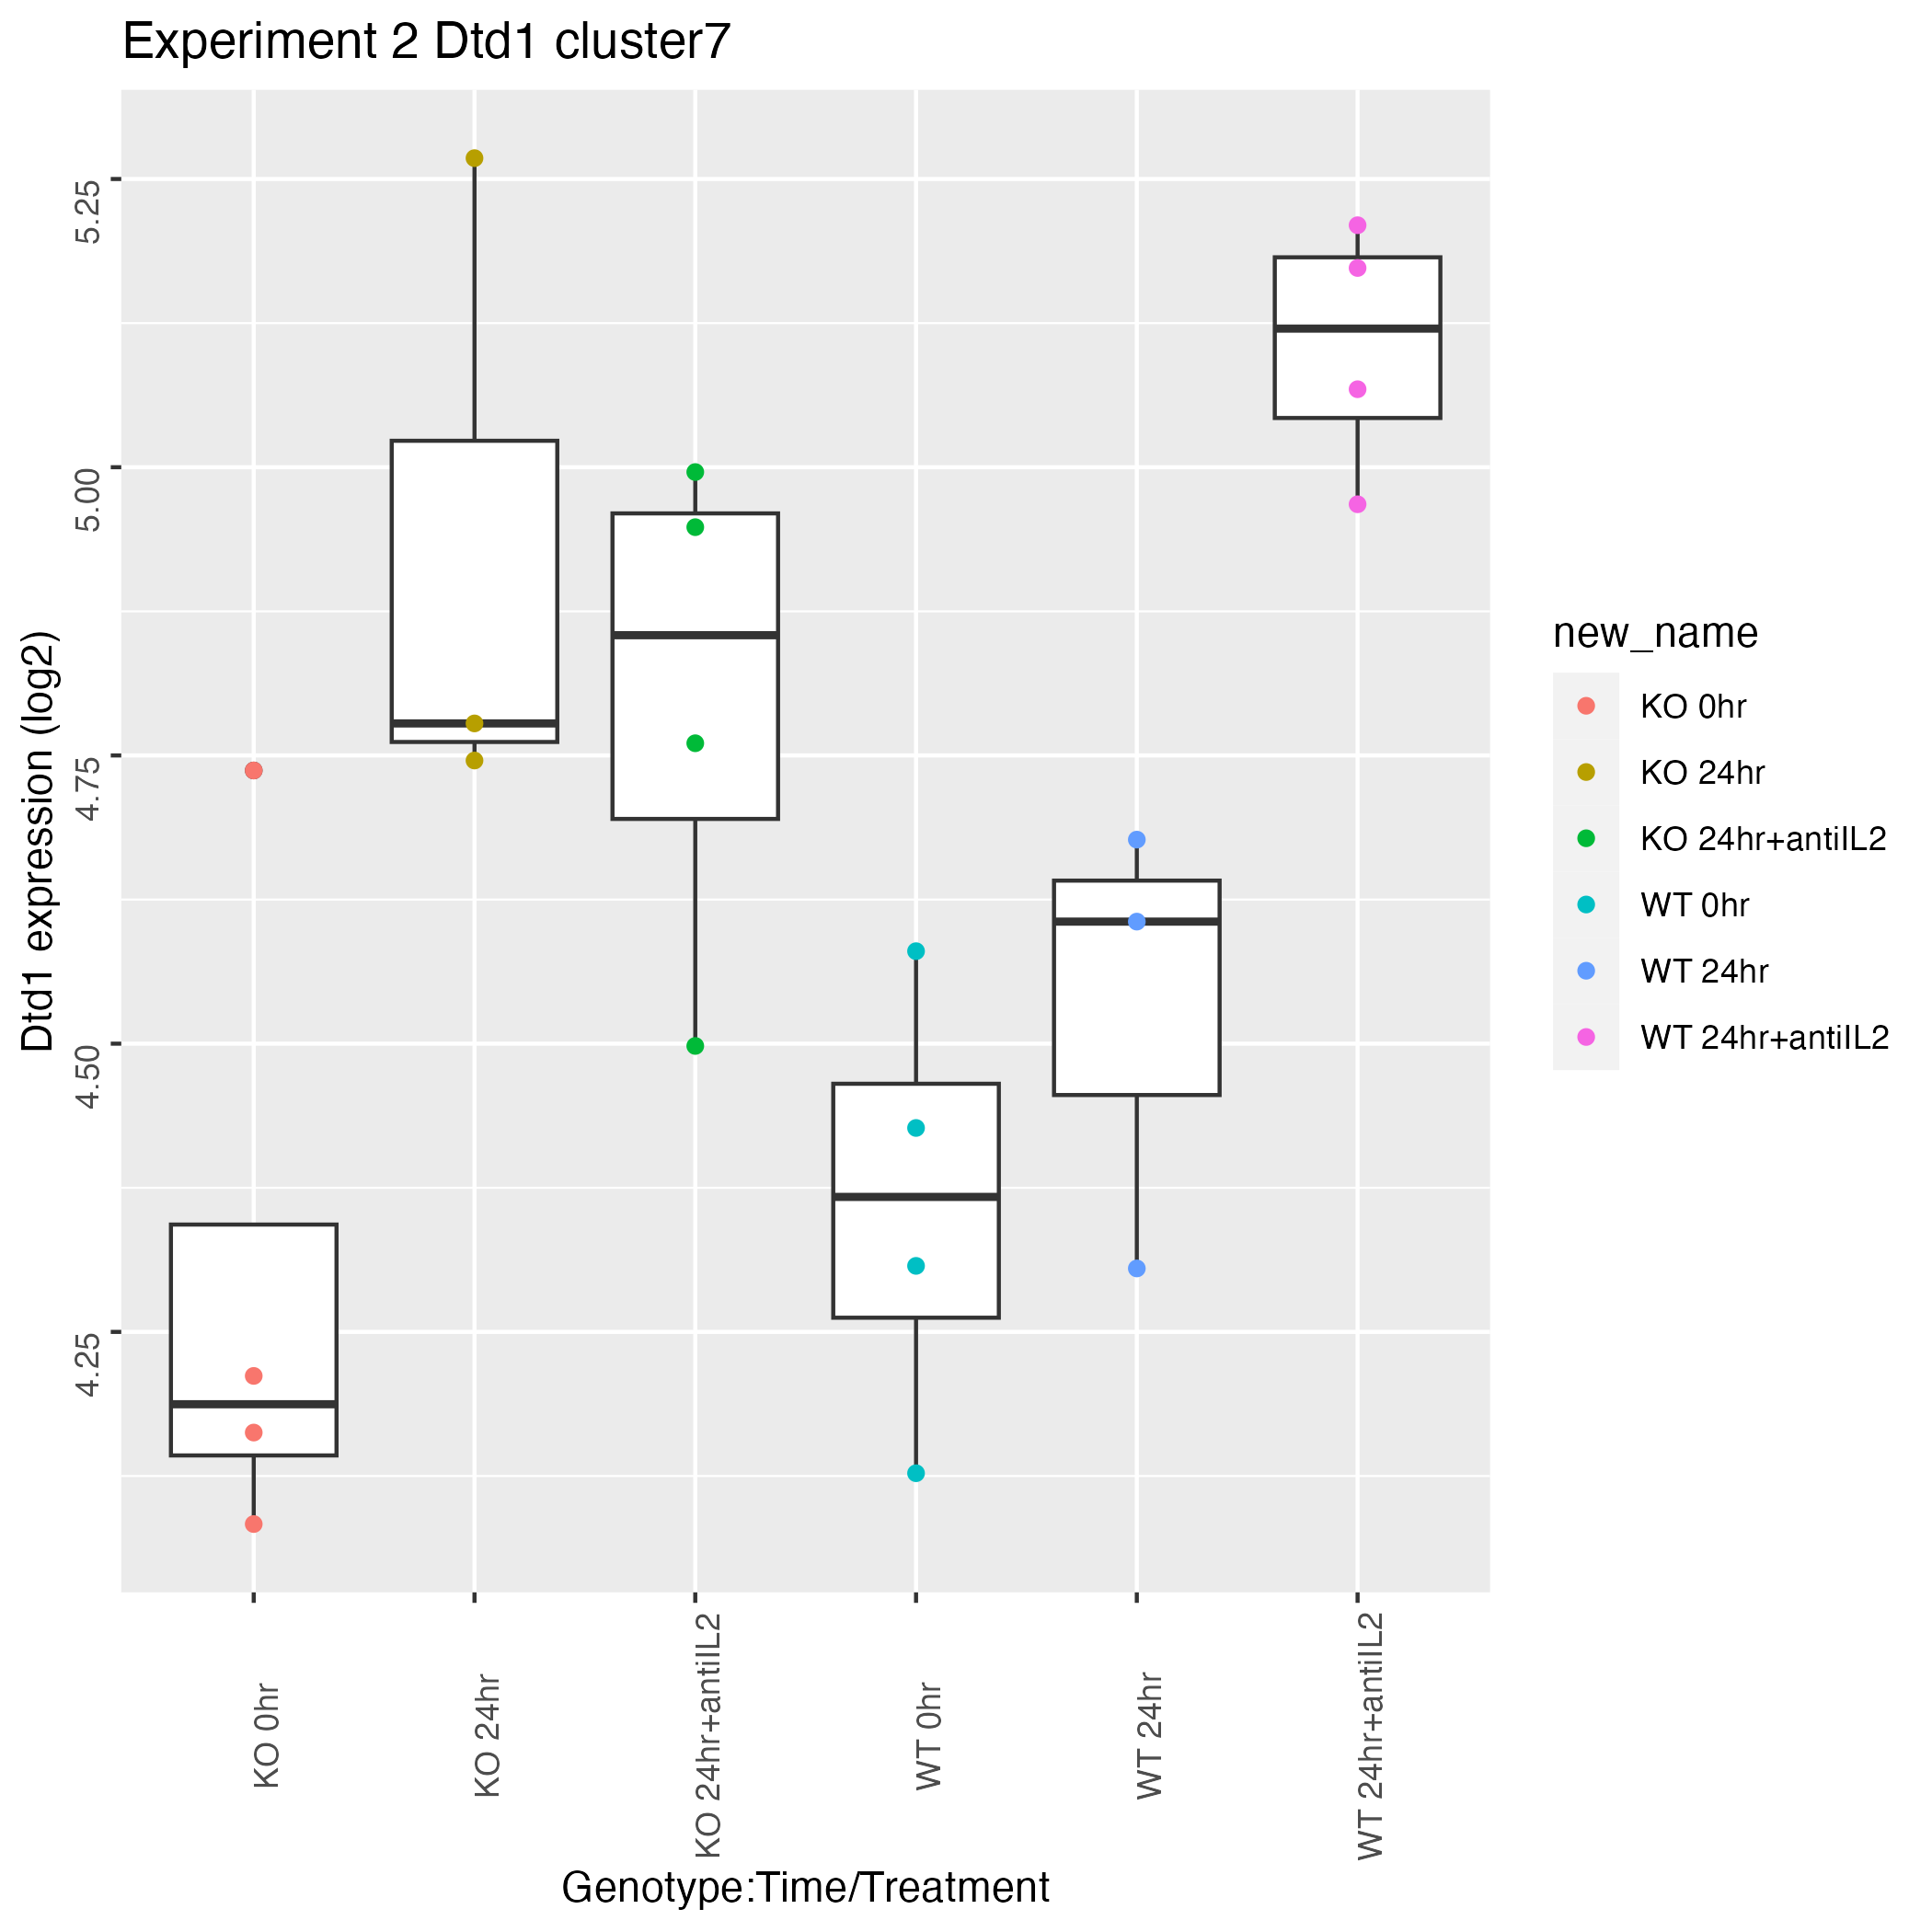 Experiment 2 Dtd1 cluster7
Dtd1 expression (log2)
5.25
5.00
4.75
4.50
4.25
KO 0hr
KO 24hr
KO 24hr+antiIL2
WT 0hr
WT 24hr
WT 24hr+antiIL2
Genotype:Time/Treatment
new_name
KO 0hr
KO 24hr
KO 24hr+antiIL2
WT 0hr
WT 24hr
WT 24hr+antiIL2